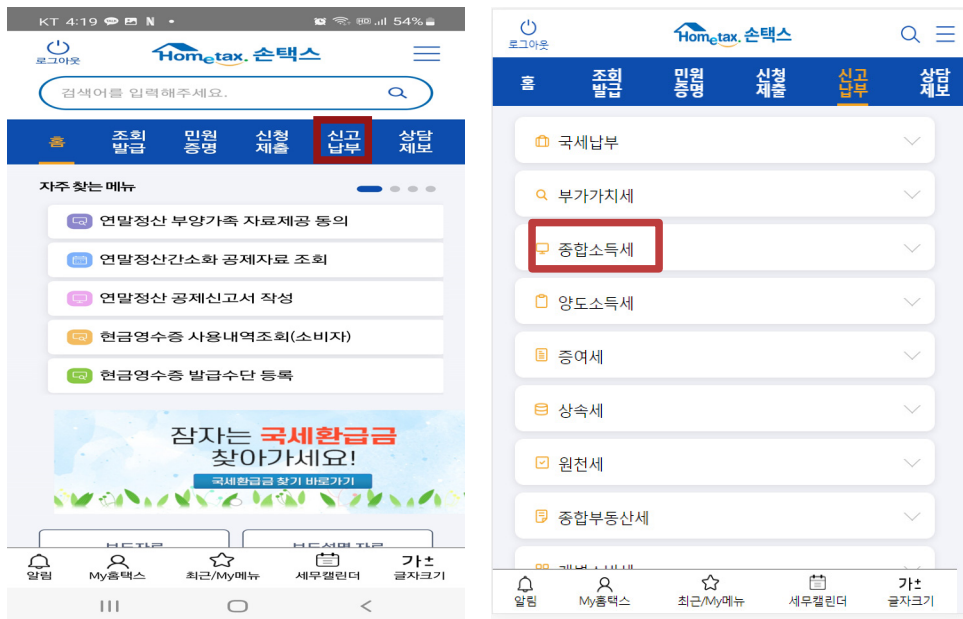 KT 4:19 N • HD .ıl 54%
로그아웃
Hometax. 손택스
검색어를 입력해주세요.
홈
조회
발급
민원
증명
신청
제출
신고
납부
상담
제보
자주 찾는 메뉴
연말정산 부양가족 자료제공 동의
연말정산간소화 공제자료 조회
연말정산 공제신고서 작성
현금영수증 사용내역조회(소비자)
현금영수증 발급수단 등록
잠자는 국세환급금
찾아가세요!
국세환급금 찾기 바로가기
알림
My홈택스
최근/My메뉴
세무캘린더
가±
글자크기
로그아웃
Hometax. 손택스
홈
조회
발급
민원
증명
신청
제출
신고
납부
상담
제보
국세납부
부가가치세
종합소득세
양도소득세
증여세
상속세
원천세
종합부동산세
알림
My홈택스
최근/My메뉴
세무캘린더
가±
글자크기